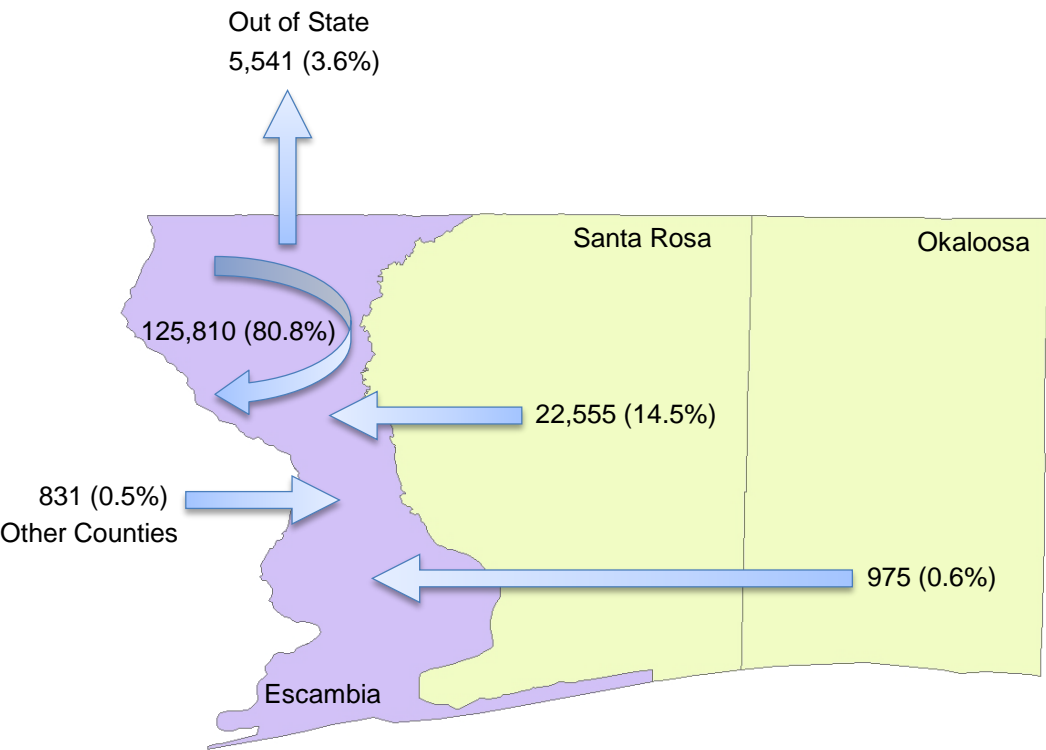 Out of State
5,541 (3.6%)
Santa Rosa
Okaloosa
125,810 (80.8%)
22,555 (14.5%)
831 (0.5%)
Other Counties
975 (0.6%)
Escambia